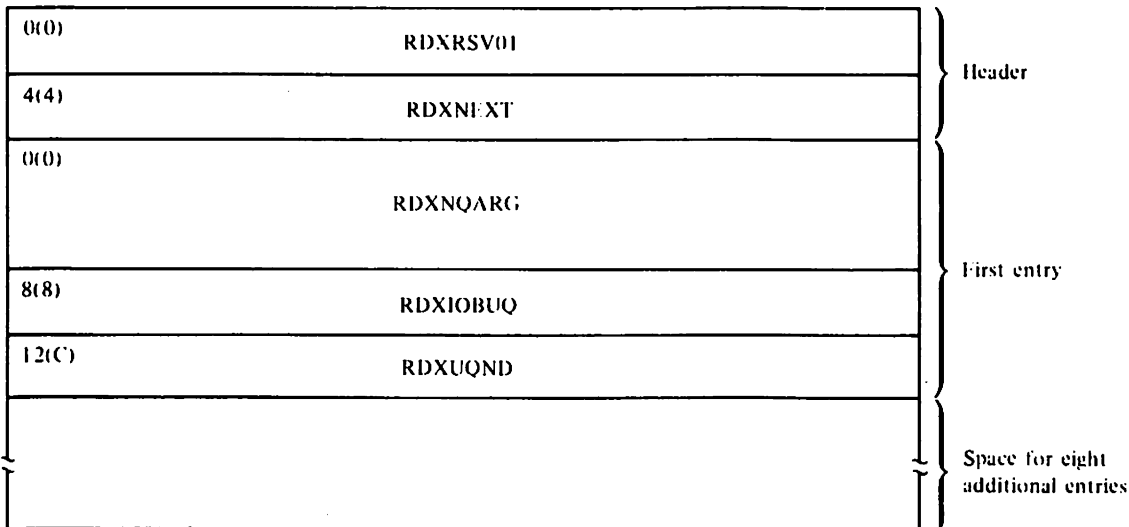 0(0)
RDXRSV01
Header
4(4)
RDXNEXT
0(0)
RDXNQARG
First entry
8(8)
RDXIOBUQ
12(C)
RDXUQND
Space for eight
additional entries